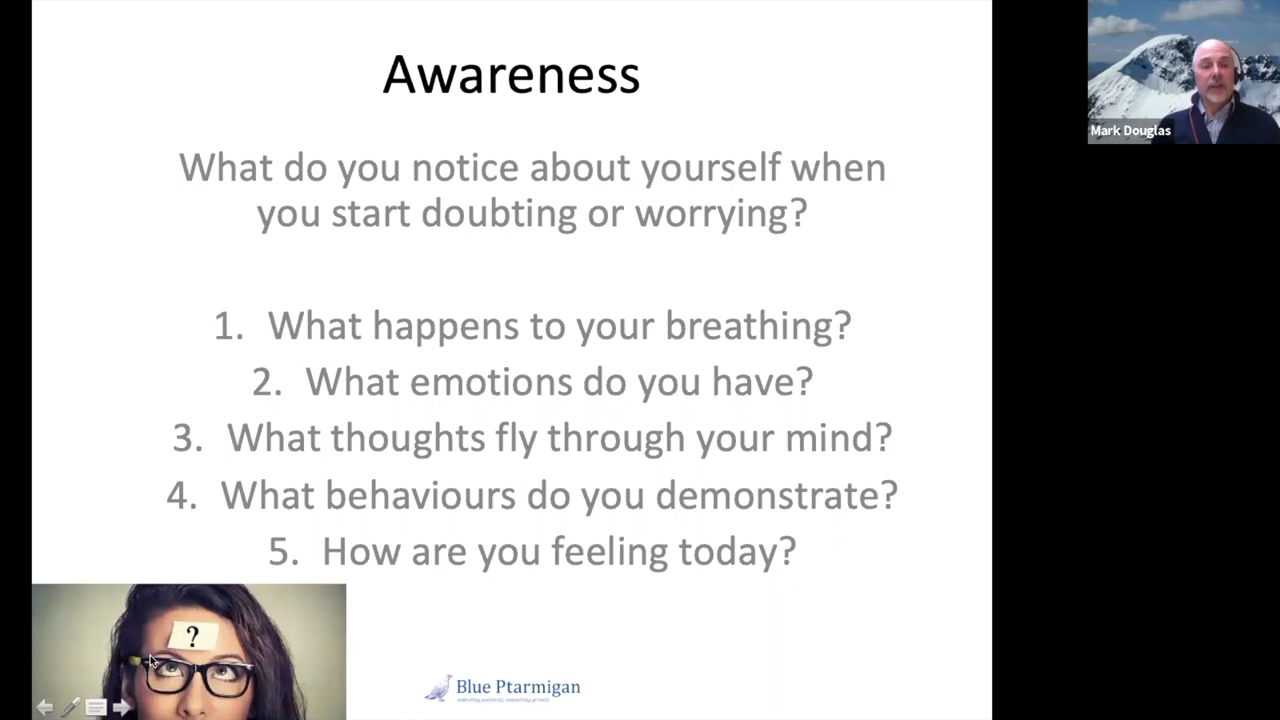 Awareness
What do you notice about yourself when
you start doubting or worrying?
1. What happens to your breathing?
2. What emotions do you have?
3. What thoughts fly through your mind?
4. What behaviours do you demonstrate?
5. How are you feeling today?
?
Blue Ptarmigan
Mark Douglas